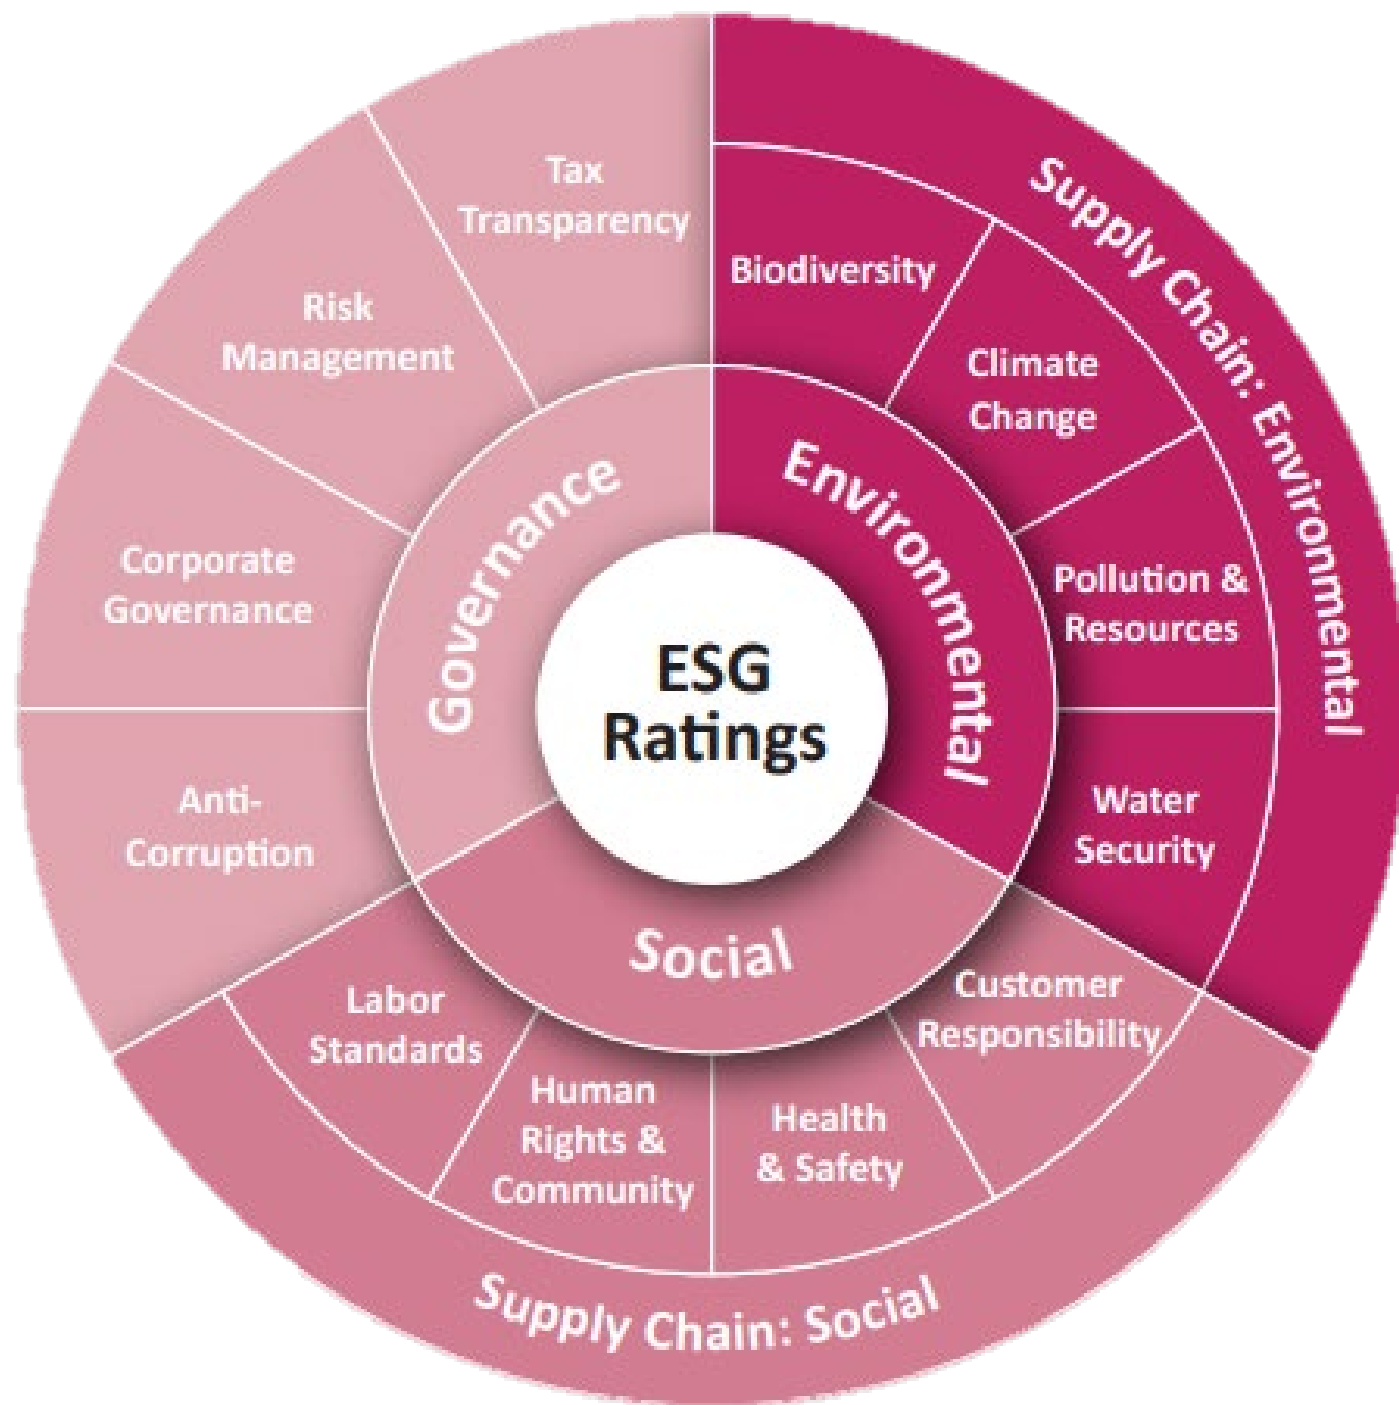 ESG
Ratings
Environmental
Social
Governance
Biodiversity
Climate
Change
Pollution &
Resources
Water
Security
Supply Chain: Environmental
Customer
Responsibility
Health
& Safety
Human
Rights &
Community
Labor
Standards
Supply Chain: Social
Anti-
Corruption
Corporate
Governance
Risk
Management
Tax
Transparency